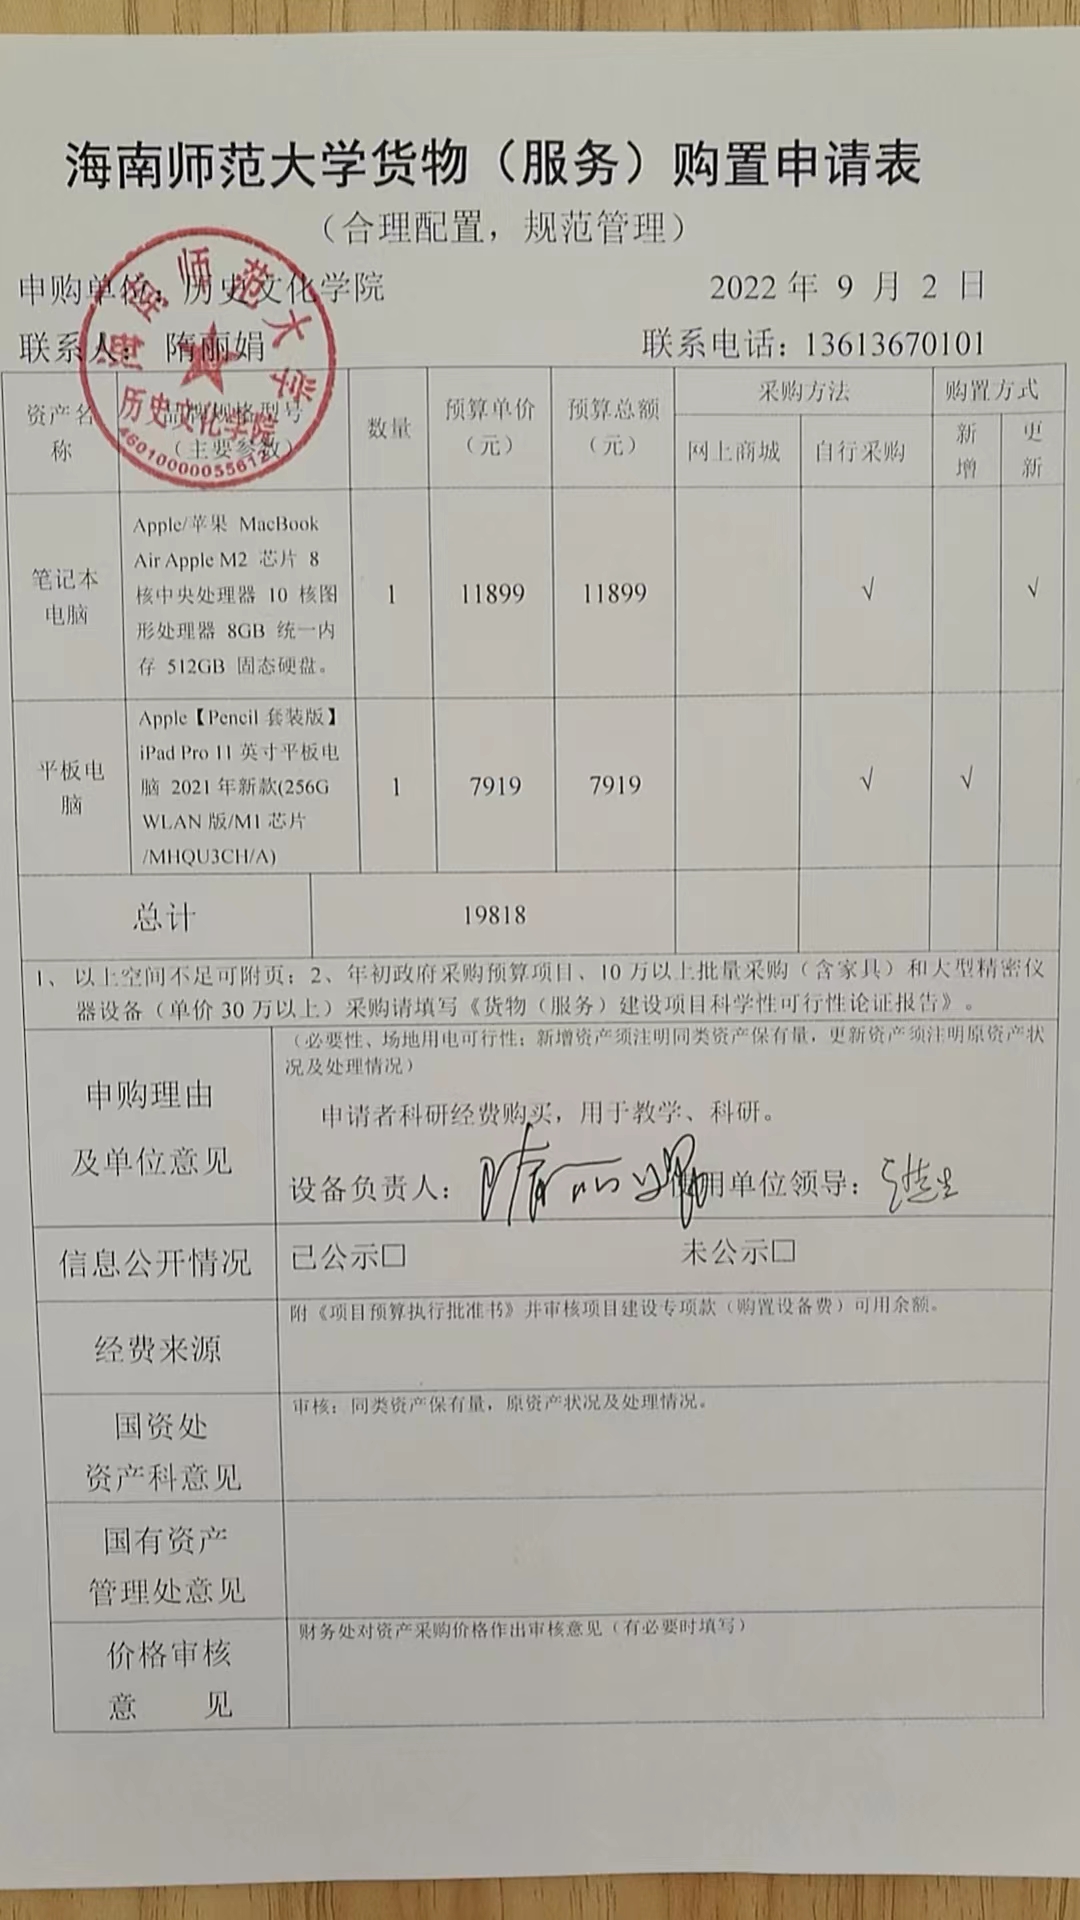 海南师范大学货物（服务）购置申请表
（合理配置，规范管理）
申购单位：历史文化学院
2022 年 9 月 2 日
联系人： 隋丽娟
联系电话：13613670101
海南师范大学
历史文化学院
资产名称
品牌规格型号
（主要参数）
数量
预算单价
（元）
预算总额
（元）
采购方法
购置方式
网上商城
自行采购
新增
更新
笔记本
电脑
Apple/苹果 MacBook
Air Apple M2 芯片 8
核中央处理器 10 核图
形处理器 8GB 统一内
存 512GB 固态硬盘。
1
11899
11899
√
√
平板电
脑
Apple【Pencil 套装版】
iPad Pro 11 英寸平板电
脑 2021 年新款(256G
WLAN 版/M1 芯片
/MHQU3CH/A)
1
7919
7919
√
√
总计
19818
1、以上空间不足可附页；2、年初政府采购预算项目、10 万以上批量采购（含家具）和大型精密仪
器设备（单价 30 万以上）采购请填写《货物（服务）建设项目科学性可行性论证报告》。
申购理由
及单位意见
（必要性、场地用电可行性；新增资产须注明同类资产保有量，更新资产须注明原资产状
况及处理情况）
申请者科研经费购买，用于教学、科研。
设备负责人：隋丽娟 使用单位领导：
信息公开情况
已公示□
未公示□
经费来源
附《项目预算执行批准书》并审核项目建设专项款（购置设备费）可用余额。
国资处
资产科意见
审核：同类资产保有量，原资产状况及处理情况。
国有资产
管理处意见
价格审核
意 见
财务处对资产采购价格作出审核意见（有必要时填写）